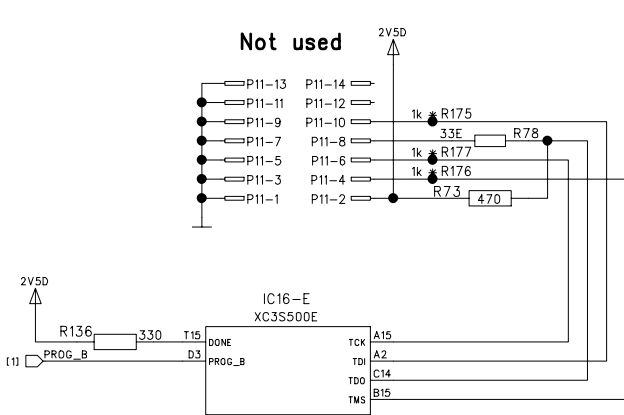 2V5D
Not used
P11-13 P11-14
P11-11 P11-12
P11-9 P11-10 1k * R175
P11-7 P11-8 33E R78
P11-5 P11-6 1k * R177
P11-3 P11-4 1k * R176
P11-1 P11-2 R73 470
2V5D
IC16-E
XC3S500E
R136 330 T15 DONE TCK A15
[1] PROG_B D3 PROG_B TDI A2
TDO C14
TMS B15